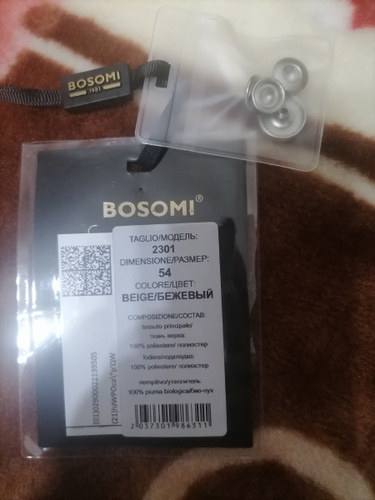 BOSOMI
1981
BOSOMI®
TAGLIO/МОДЕЛЬ:
2301
DIMENSIONE/РАЗМЕР:
54
COLORE/ЦВЕТ:
BEIGE/БЕЖЕВЫЙ
COMPOSIZIONE/СОСТАВ:
tessuto principale/
ткань верха:
100% poliestere/ полиэстер
fodera/подкладка:
100% poliestere/ полиэстер
riempitivo/утеплитель
100% piuma biologica/био-пух
2037301986311